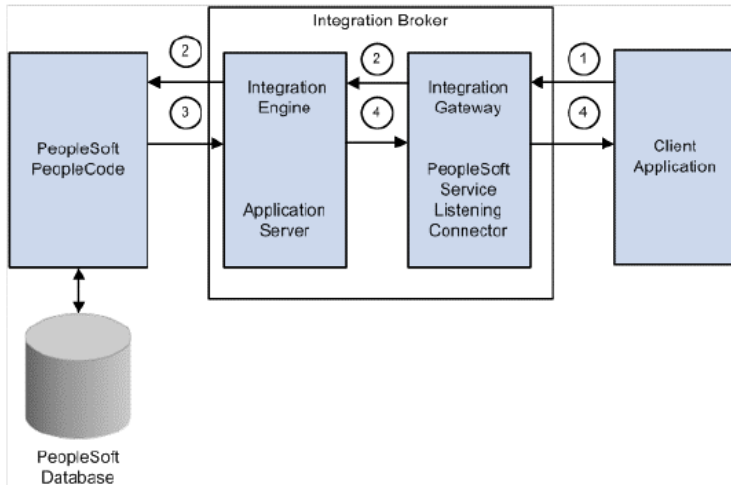 Integration Broker
2
2
1
Integration
Engine
Integration
Gateway
3
4
4
PeopleSoft
PeopleCode
Client
Application
Application
Server
PeopleSoft
Service
Listening
Connector
PeopleSoft
Database